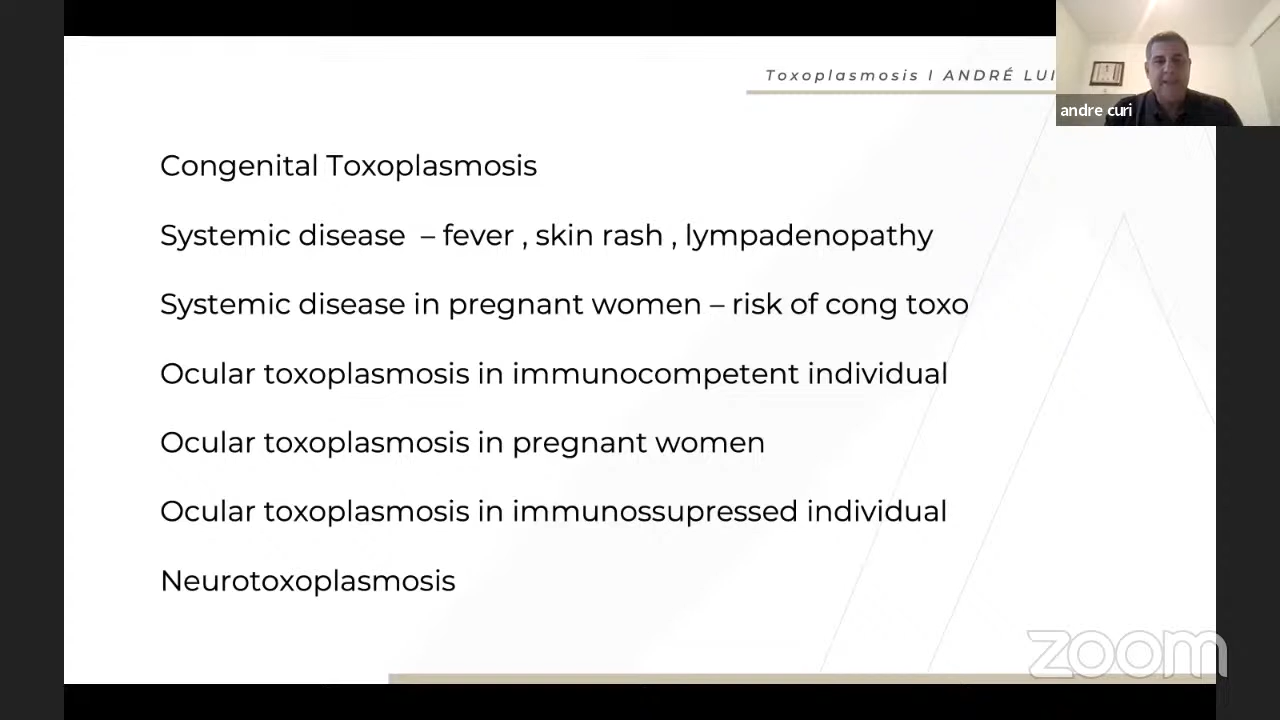 Toxoplasmosis I ANDRÉ LUI
andre curi
Congenital Toxoplasmosis
Systemic disease – fever , skin rash , lympadenopathy
Systemic disease in pregnant women – risk of cong toxo
Ocular toxoplasmosis in immunocompetent individual
Ocular toxoplasmosis in pregnant women
Ocular toxoplasmosis in immunossupressed individual
Neurotoxoplasmosis
zoom